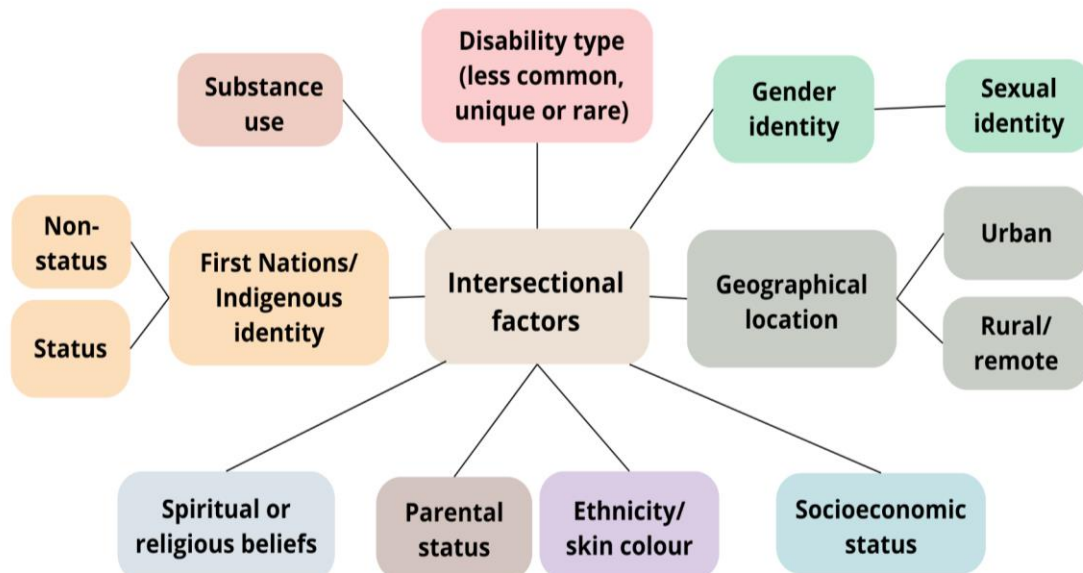 Disability type
(less common,
unique or rare)
Substance
use
Gender
identity
Sexual
identity
Non-
status
Status
First Nations/
Indigenous
identity
Intersectional
factors
Geographical
location
Urban
Rural/
remote
Spiritual or
religious beliefs
Parental
status
Ethnicity/
skin colour
Socioeconomic
status